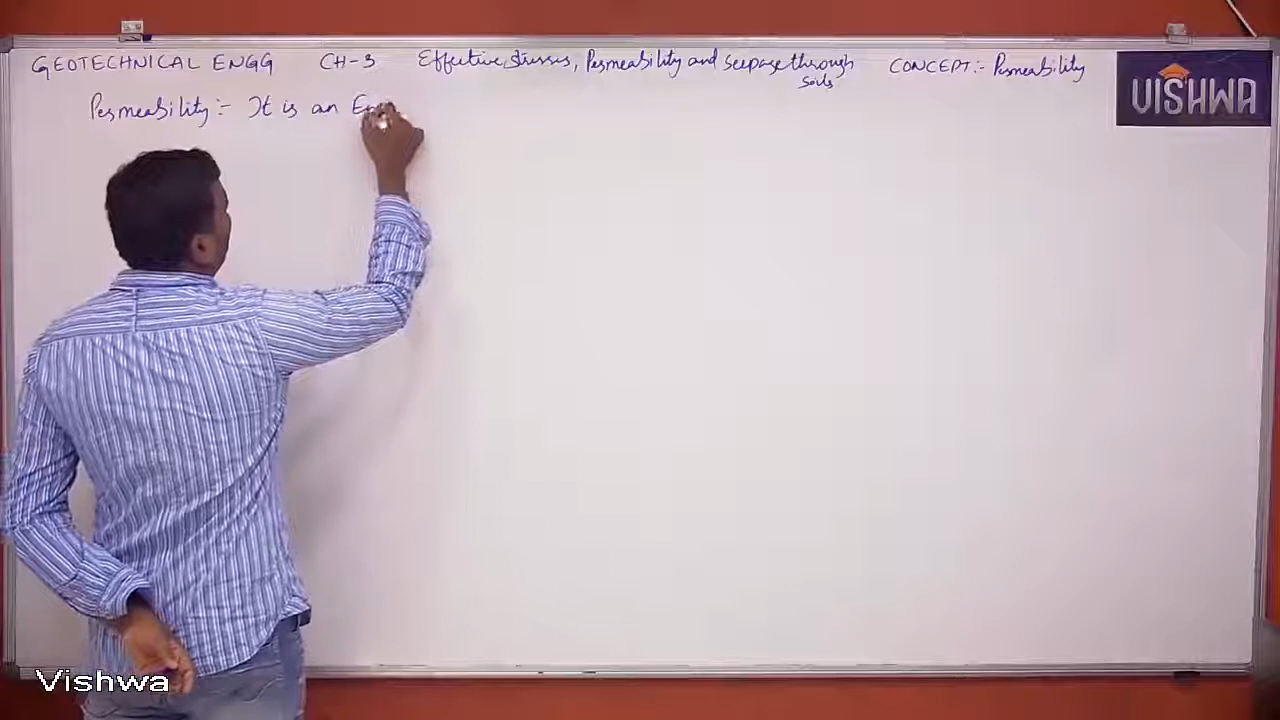 GEOTECHNICAL ENGG CH-3 Effective stresses, Permeability and Seepage through Soils CONCEPT:- Permeability
VISHWA
Permeability:- It is an
Vishwa